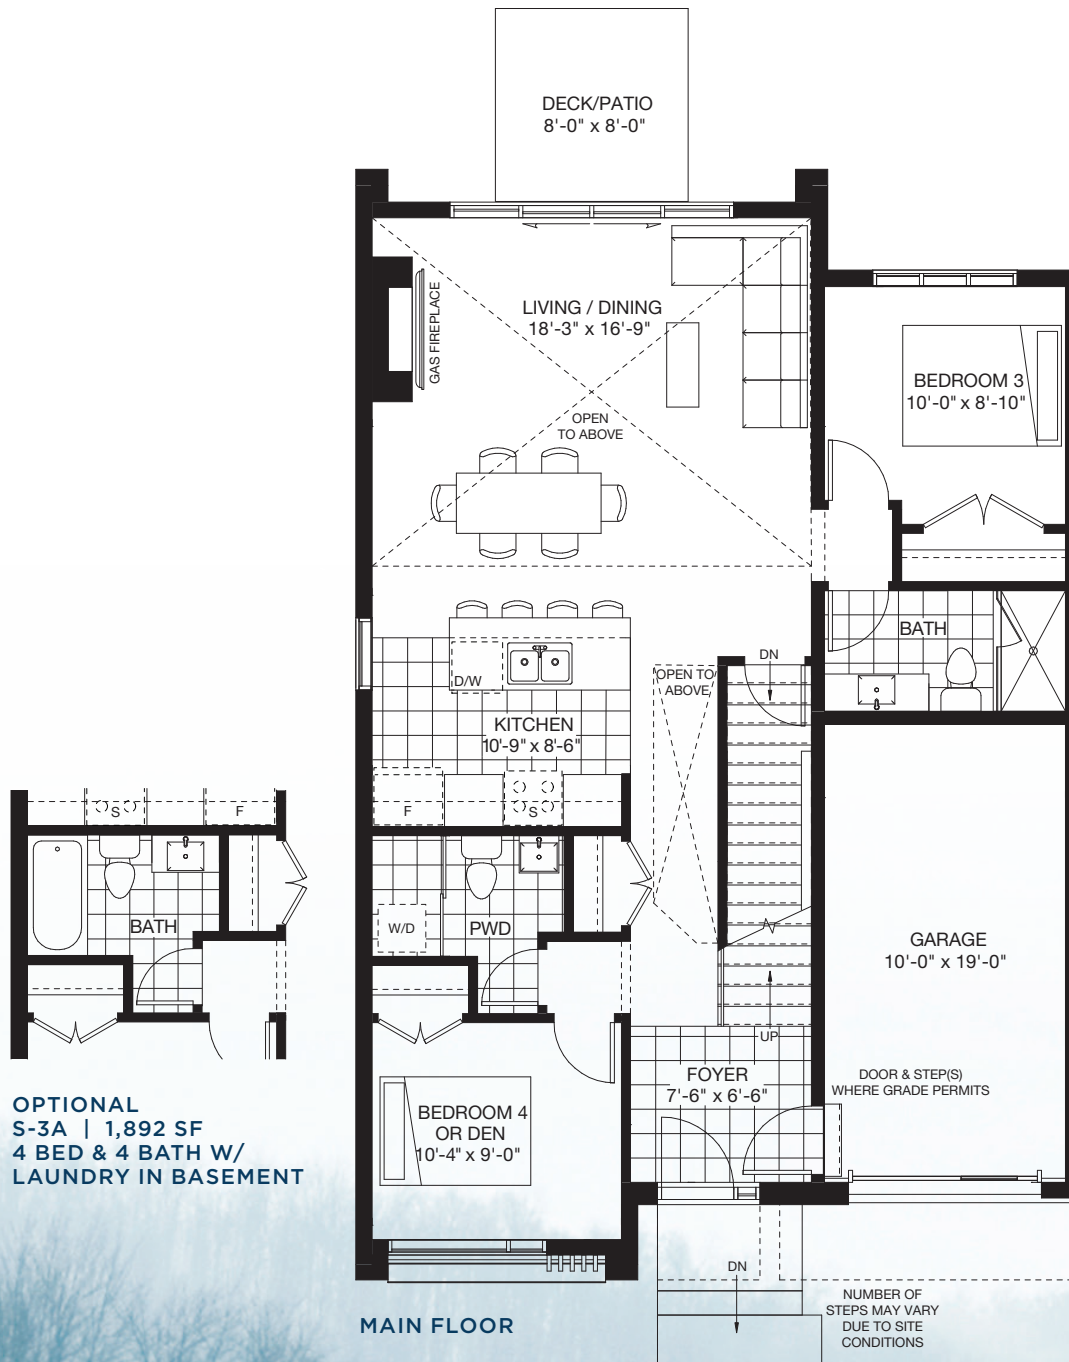 DECK/PATIO
8'-0" x 8'-0"
LIVING / DINING
18'-3" x 16'-9"
GAS FIREPLACE
OPEN
TO ABOVE
BEDROOM 3
10'-0" x 8'-10"
BATH
DN
D/W
OPEN TO
ABOVE
KITCHEN
10'-9" x 8'-6"
F
S
S
F
BATH
W/D
PWD
GARAGE
10'-0" x 19'-0"
UP
FOYER
7'-6" x 6'-6"
DOOR & STEP(S)
WHERE GRADE PERMITS
BEDROOM 4
OR DEN
10'-4" x 9'-0"
OPTIONAL
S-3A | 1,892 SF
4 BED & 4 BATH W/
LAUNDRY IN BASEMENT
DN
NUMBER OF
STEPS MAY VARY
DUE TO SITE
CONDITIONS
MAIN FLOOR